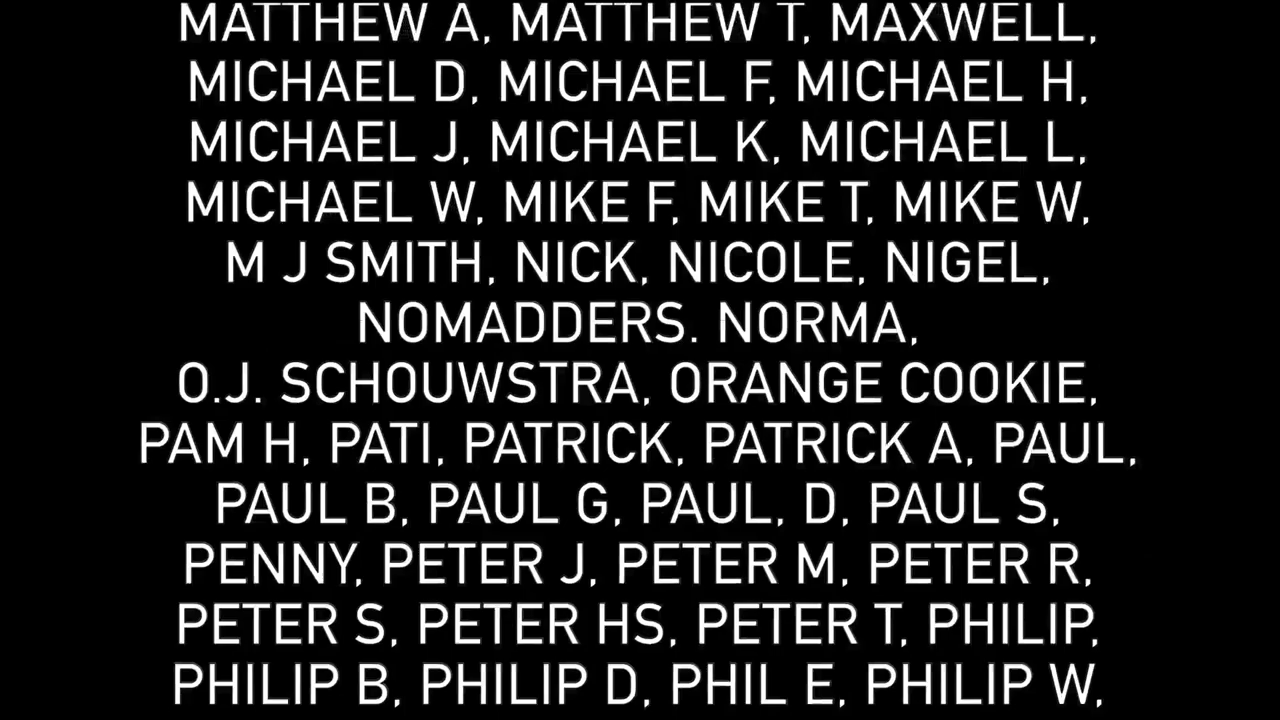 MATTHEW A, MATTHEW T, MAXWELL,
MICHAEL D, MICHAEL F, MICHAEL H,
MICHAEL J, MICHAEL K, MICHAEL L,
MICHAEL W, MIKE F, MIKE T, MIKE W,
M J SMITH, NICK, NICOLE, NIGEL,
NOMADDERS. NORMA,
O.J. SCHOUWSTRA, ORANGE COOKIE,
PAM H, PATI, PATRICK, PATRICK A, PAUL,
PAUL B, PAUL G, PAUL, D, PAUL S,
PENNY, PETER J, PETER M, PETER R,
PETER S, PETER HS, PETER T, PHILIP,
PHILIP B, PHILIP D, PHIL E, PHILIP W,